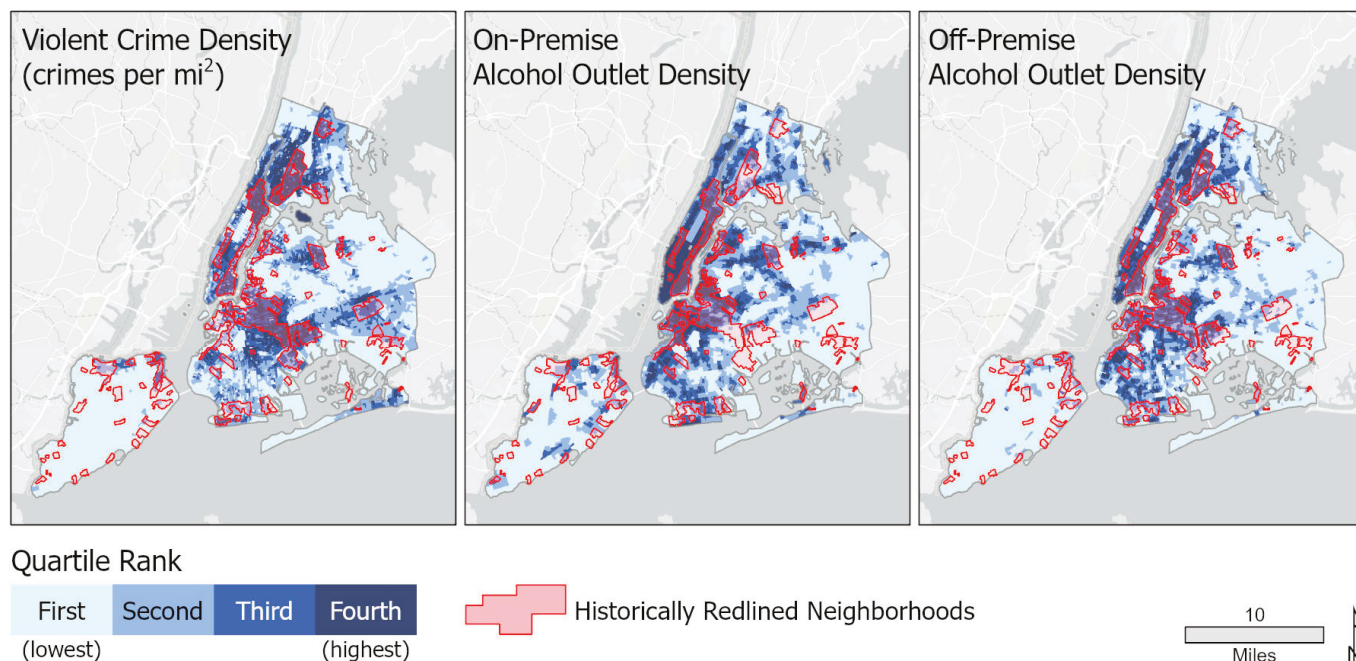 Violent Crime Density
(crimes per mi²)
On-Premise
Alcohol Outlet Density
Off-Premise
Alcohol Outlet Density
Quartile Rank
First
Second
Third
Fourth
(lowest)
(highest)
Historically Redlined Neighborhoods
10
Miles